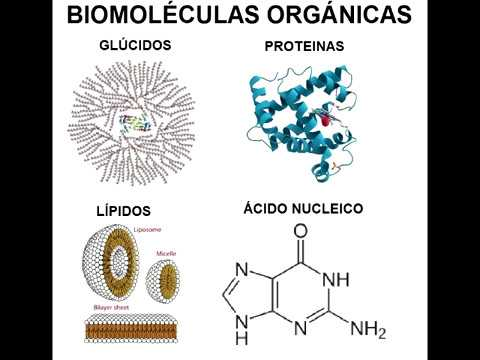 BIOMOLÉCULAS ORGÁNICAS
GLÚCIDOS
PROTEINAS
LÍPIDOS
ÁCIDO NUCLEICO
Liposome
Micelle
Bilayer sheet
O
N
NH
N
H
N
NH₂